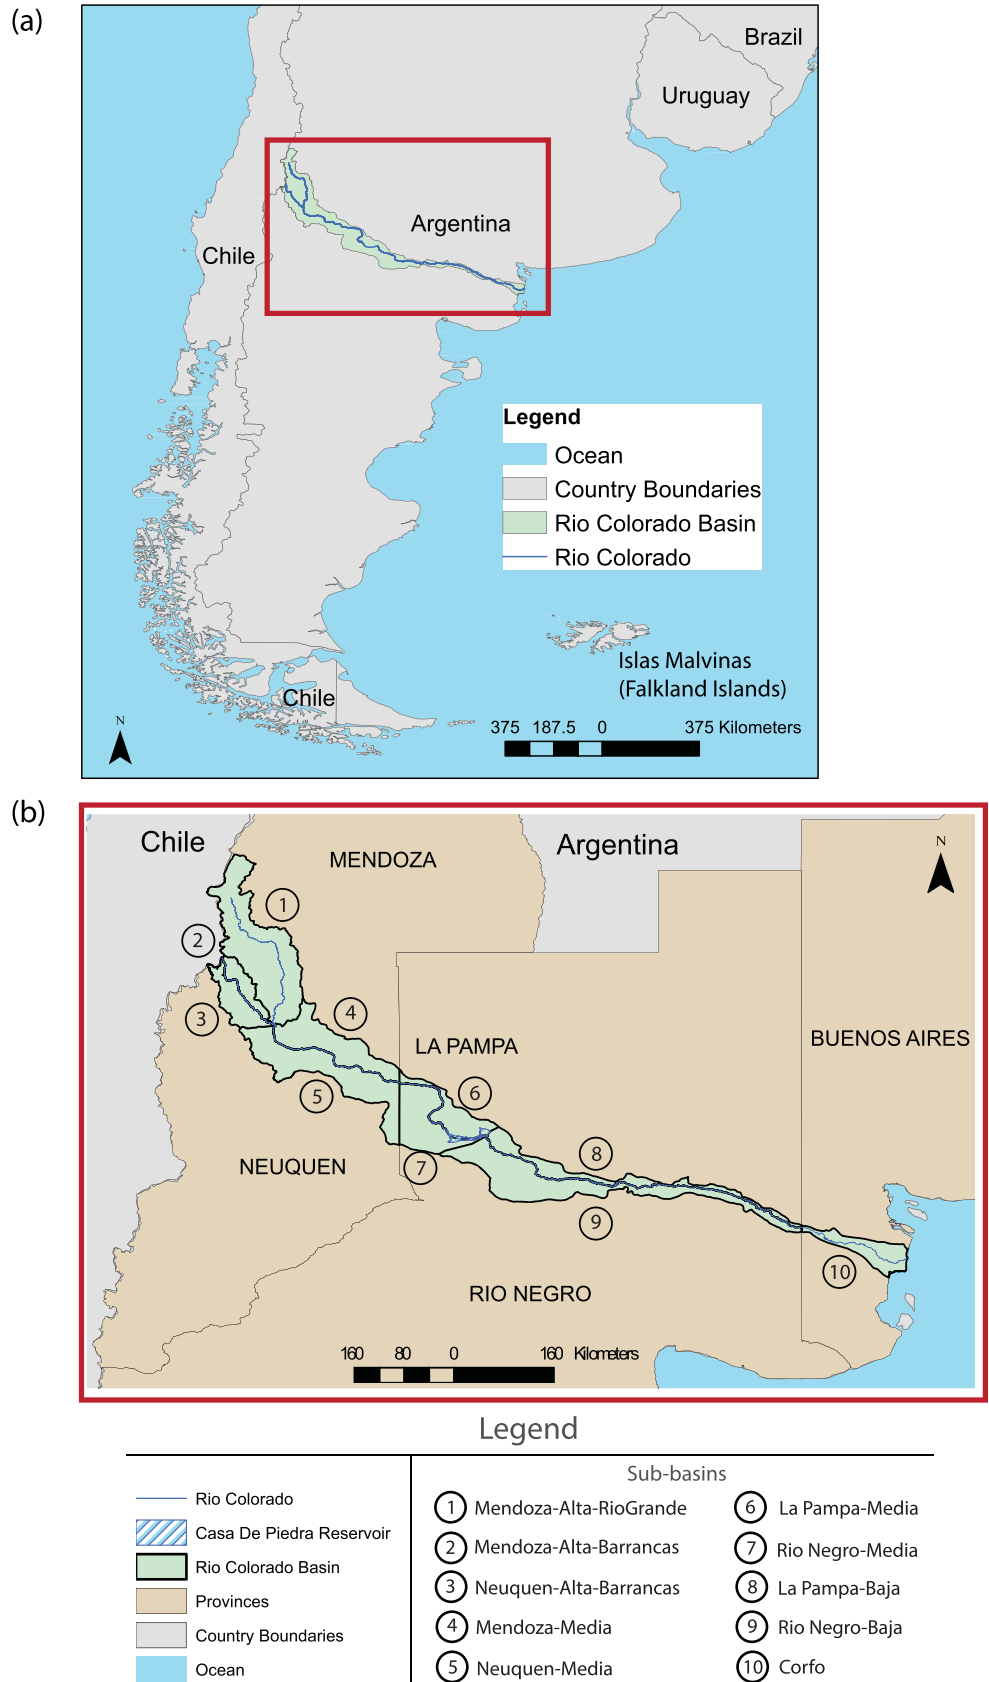 (a)
Brazil
Uruguay
Argentina
Chile
Legend
Ocean
Country Boundaries
Rio Colorado Basin
Rio Colorado
Islas Malvinas
(Falkland Islands)
Chile
N
375 187.5 0 375 Kilometers
(b)
Chile
Argentina
N
MENDOZA
1
2
3
4
LA PAMPA
BUENOS AIRES
5
6
NEUQUEN
7
8
9
10
RIO NEGRO
160 80 0 160 Kilometers
Legend
Rio Colorado
Casa De Piedra Reservoir
Rio Colorado Basin
Provinces
Country Boundaries
Ocean
Sub-basins
1 Mendoza-Alta-RioGrande
2 Mendoza-Alta-Barrancas
3 Neuquen-Alta-Barrancas
4 Mendoza-Media
5 Neuquen-Media
6 La Pampa-Media
7 Rio Negro-Media
8 La Pampa-Baja
9 Rio Negro-Baja
10 Corfo